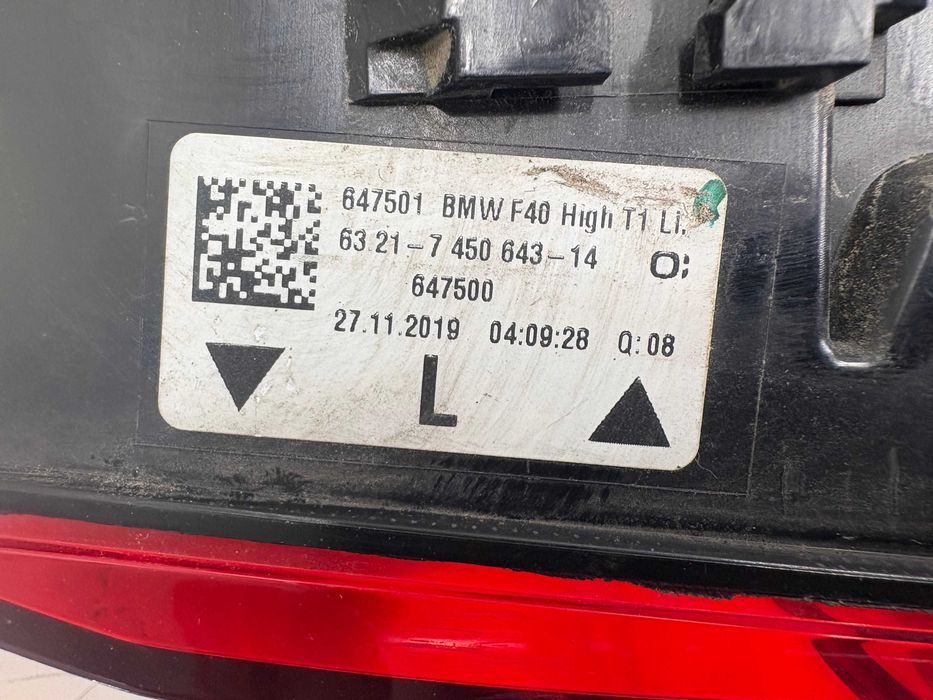 647501 BMW F40 High T1 Li.
63 21-7 450 643-14 O:
647500
27.11.2019 04:09:28 Q:08
L